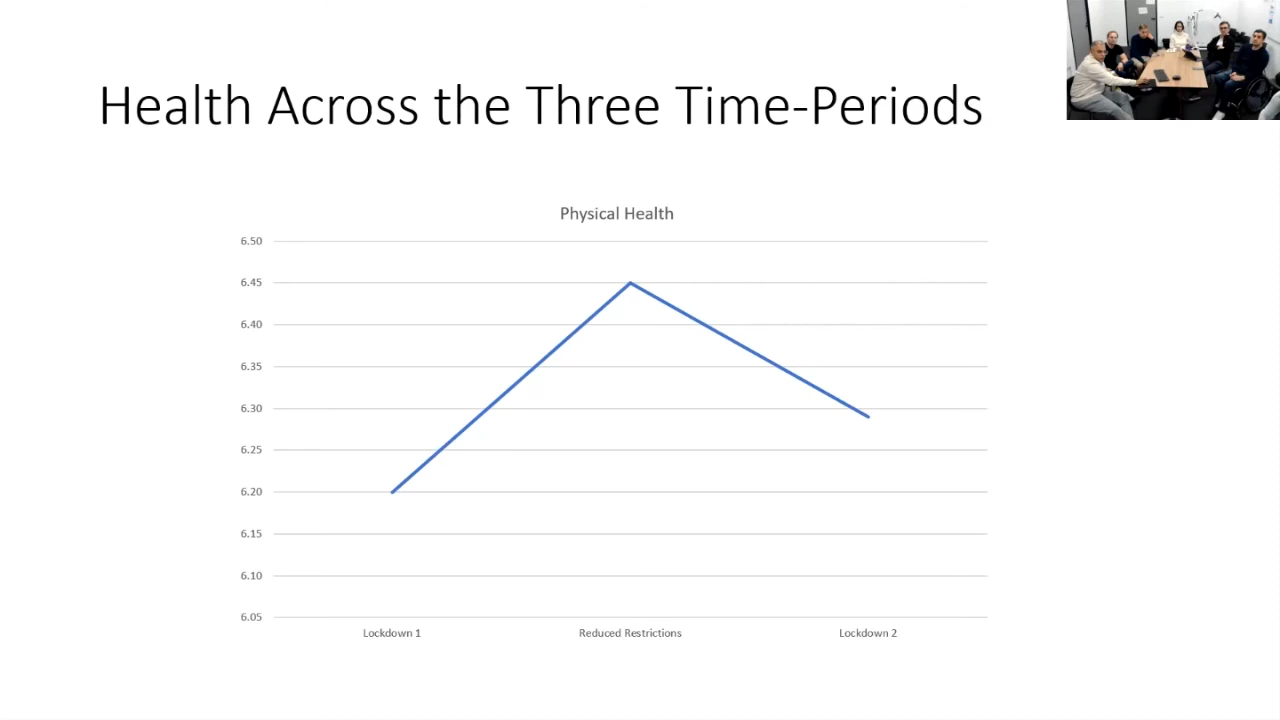 Health Across the Three Time-Periods
Physical Health
6.50
6.45
6.40
6.35
6.30
6.25
6.20
6.15
6.10
6.05
Lockdown 1
Reduced Restrictions
Lockdown 2